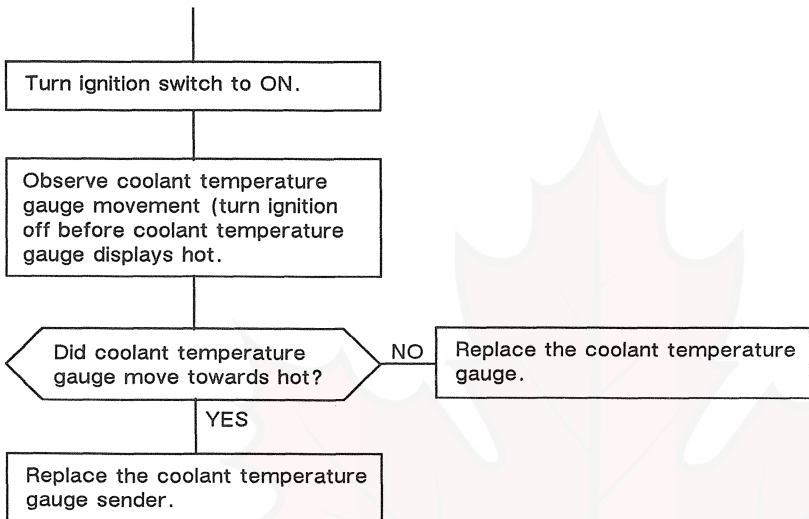 Turn ignition switch to ON.
Observe coolant temperature
gauge movement (turn ignition
off before coolant temperature
gauge displays hot.
Did coolant temperature
gauge move towards hot?
NO
Replace the coolant temperature
gauge.
YES
Replace the coolant temperature
gauge sender.